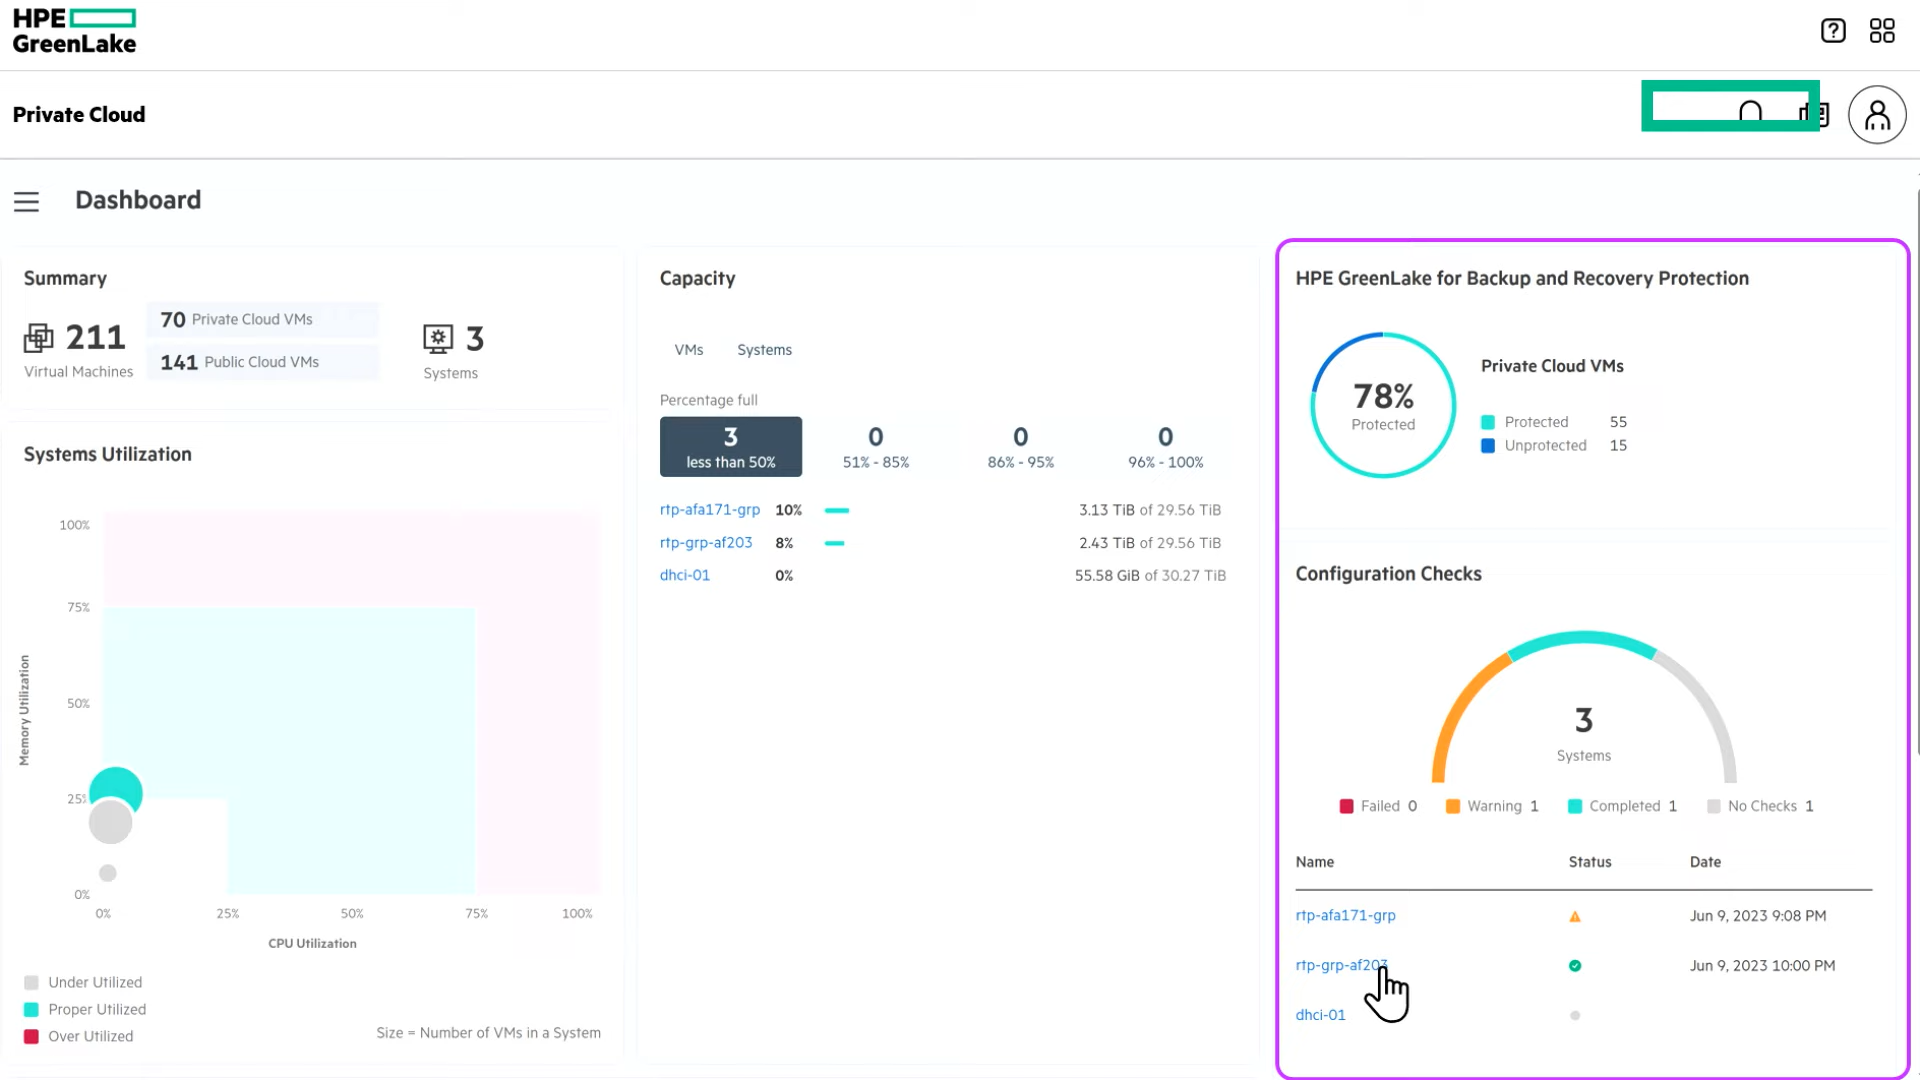 HPE
GreenLake
Private Cloud
Dashboard
Summary
211
Virtual Machines
70 Private Cloud VMs
141 Public Cloud VMs
3
Systems
Systems Utilization
100%
75%
50%
25%
0%
Memory Utilization
0%
25%
50%
75%
100%
CPU Utilization
Under Utilized
Proper Utilized
Over Utilized
Size = Number of VMs in a System
Capacity
VMs
Systems
Percentage full
3
less than 50%
0
51% - 85%
0
86% - 95%
0
96% - 100%
rtp-afa171-grp 10% 3.13 TiB of 29.56 TiB
rtp-grp-af203 8% 2.43 TiB of 29.56 TiB
dhci-01 0% 55.58 GiB of 30.27 TiB
HPE GreenLake for Backup and Recovery Protection
78%
Protected
Private Cloud VMs
Protected 55
Unprotected 15
Configuration Checks
3
Systems
Failed 0 Warning 1 Completed 1 No Checks 1
Name Status Date
rtp-afa171-grp Jun 9, 2023 9:08 PM
rtp-grp-af203 Jun 9, 2023 10:00 PM
dhci-01